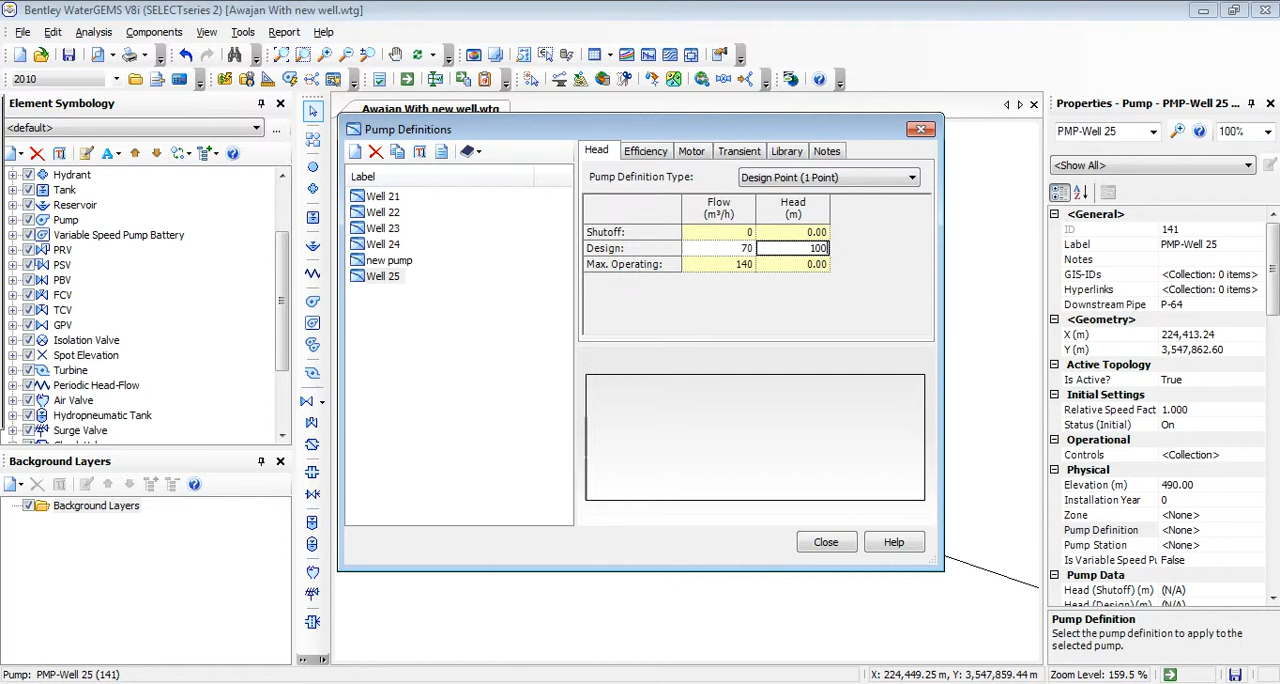 Bentley WaterGEMS V8i (SELECTseries 2) [Awajan With new well.wtg]
File Edit Analysis Components View Tools Report Help
2010
Element Symbology
<default>
...
Hydrant
Tank
Reservoir
Pump
Variable Speed Pump Battery
PRV
PSV
PBV
FCV
TCV
GPV
Isolation Valve
Spot Elevation
Turbine
Periodic Head-Flow
Air Valve
Hydropneumatic Tank
Surge Valve
Background Layers
Background Layers
Awajan With new well.wtg
Pump Definitions
Label
Well 21
Well 22
Well 23
Well 24
new pump
Well 25
Head Efficiency Motor Transient Library Notes
Pump Definition Type: Design Point (1 Point)
Flow (m³/h) Head (m)
Shutoff: 0 0.00
Design: 70 100
Max. Operating: 140 0.00
Close Help
Properties - Pump - PMP-Well 25 ...
PMP-Well 25 100%
<Show All>
<General>
ID 141
Label PMP-Well 25
Notes
GIS-IDs <Collection: 0 items>
Hyperlinks <Collection: 0 items>
Downstream Pipe P-64
<Geometry>
X (m) 224,413.24
Y (m) 3,547,862.60
Active Topology
Is Active? True
Initial Settings
Relative Speed Fact 1.000
Status (Initial) On
Operational
Controls <Collection>
Physical
Elevation (m) 490.00
Installation Year 0
Zone <None>
Pump Definition <None>
Pump Station <None>
Is Variable Speed Pu False
Pump Data
Head (Shutoff) (m) (N/A)
Head (Design) (m) (N/A)
Pump Definition
Select the pump definition to apply to the
selected pump.
Pump: PMP-Well 25 (141) X: 224,449.25 m, Y: 3,547,859.44 m Zoom Level: 159.5 %